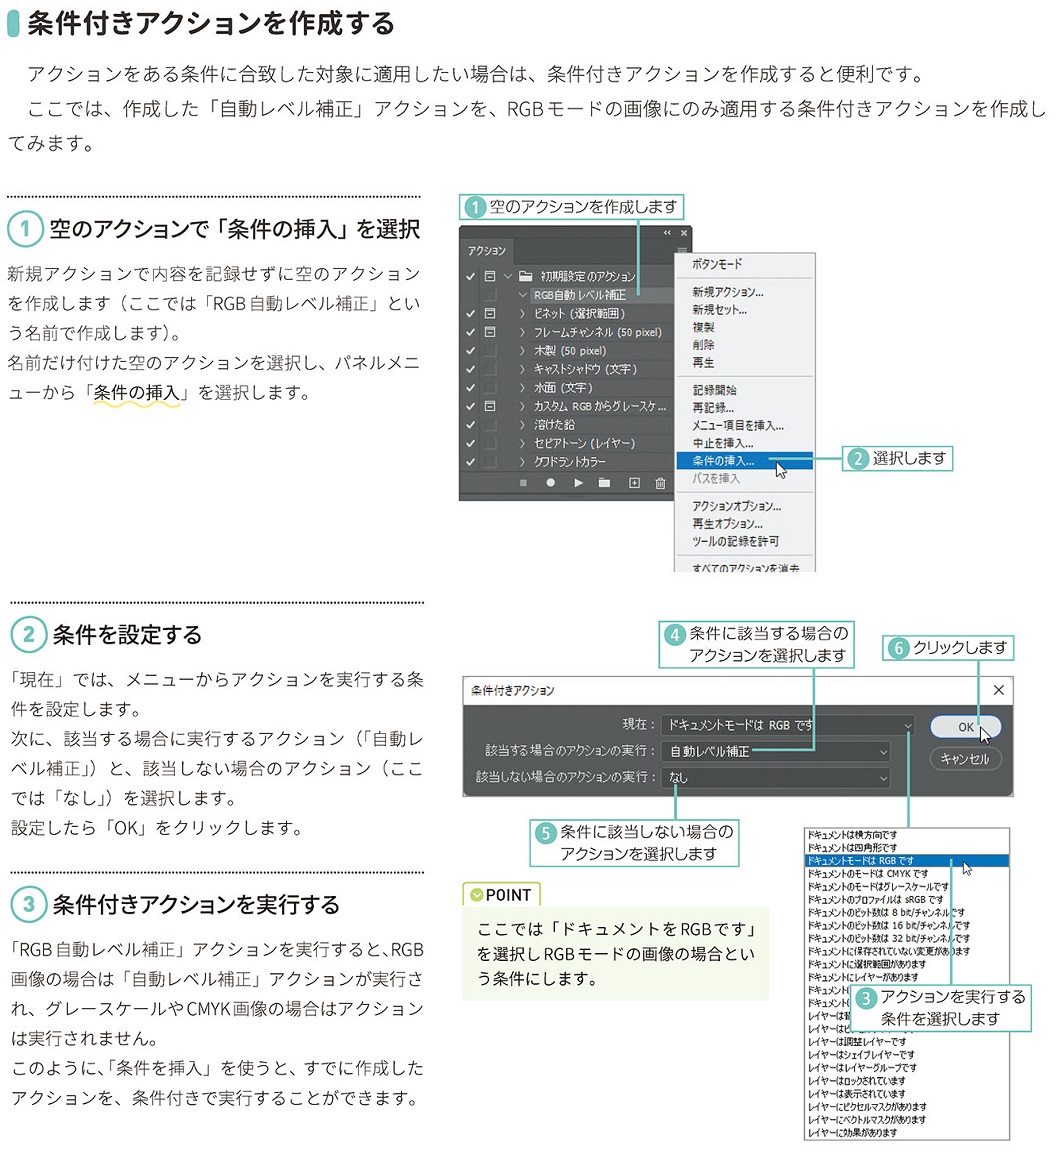 条件付きアクションを作成する
アクションをある条件に合致した対象に適用したい場合は、条件付きアクションを作成すると便利です。
ここでは、作成した「自動レベル補正」アクションを、RGBモードの画像にのみ適用する条件付きアクションを作成し
てみます。
1 空のアクションで「条件の挿入」を選択
新規アクションで内容を記録せずに空のアクション
を作成します（ここでは「RGB自動レベル補正」とい
う名前で作成します）。
名前だけ付けた空のアクションを選択し、パネルメニ
ューから「条件の挿入」を選択します。
1 空のアクションを作成します
アクション
初期設定のアクション
RGB自動レベル補正
ビネット (選択範囲)
フレームチャンネル (50 pixel)
木製 (50 pixel)
キャストシャドウ (文字)
水面 (文字)
カスタム RGB からグレースケ...
溶けた鉛
セピアトーン (レイヤー)
クワドラントカラー
ボタンモード
新規アクション...
新規セット...
複製
削除
再生
記録開始
再記録...
メニュー項目を挿入...
中止を挿入...
条件の挿入...
パスを挿入
アクションオプション...
再生オプション...
ツールの記録を許可
すべてのアクションを消去
2 選択します
2 条件を設定する
「現在」では、メニューからアクションを実行する条
件を設定します。
次に、該当する場合に実行するアクション（「自動レ
ベル補正」）と、該当しない場合のアクション（ここ
では「なし」）を選択します。
設定したら「OK」をクリックします。
4 条件に該当する場合の
アクションを選択します
6 クリックします
条件付きアクション
現在：
ドキュメントモードは RGB です
OK
該当する場合のアクションの実行：
自動レベル補正
キャンセル
該当しない場合のアクションの実行：
なし
5 条件に該当しない場合の
アクションを選択します
ドキュメントは横方向です
ドキュメントは四角形です
ドキュメントモードは RGB です
ドキュメントのモードは CMYK です
ドキュメントのモードはグレースケールです
ドキュメントのプロファイルは sRGB です
ドキュメントのビット数は 8 bit/チャンネルです
ドキュメントのビット数は 16 bit/チャンネルです
ドキュメントのビット数は 32 bit/チャンネルです
ドキュメントに保存されていない変更があります
ドキュメントに選択範囲があります
ドキュメントにレイヤーがあります
レイヤーは調整レイヤーです
レイヤーはシェイプレイヤーです
レイヤーはレイヤーグループです
レイヤーはロックされています
レイヤーは表示されています
レイヤーにピクセルマスクがあります
レイヤーにベクトルマスクがあります
レイヤーに効果があります
3 アクションを実行する
条件を選択します
POINT
ここでは「ドキュメントをRGBです」
を選択しRGBモードの画像の場合とい
う条件にします。
3 条件付きアクションを実行する
「RGB自動レベル補正」アクションを実行すると、RGB
画像の場合は「自動レベル補正」アクションが実行さ
れ、グレースケールやCMYK画像の場合はアクション
は実行されません。
このように、「条件を挿入」を使うと、すでに作成した
アクションを、条件付きで実行することができます。